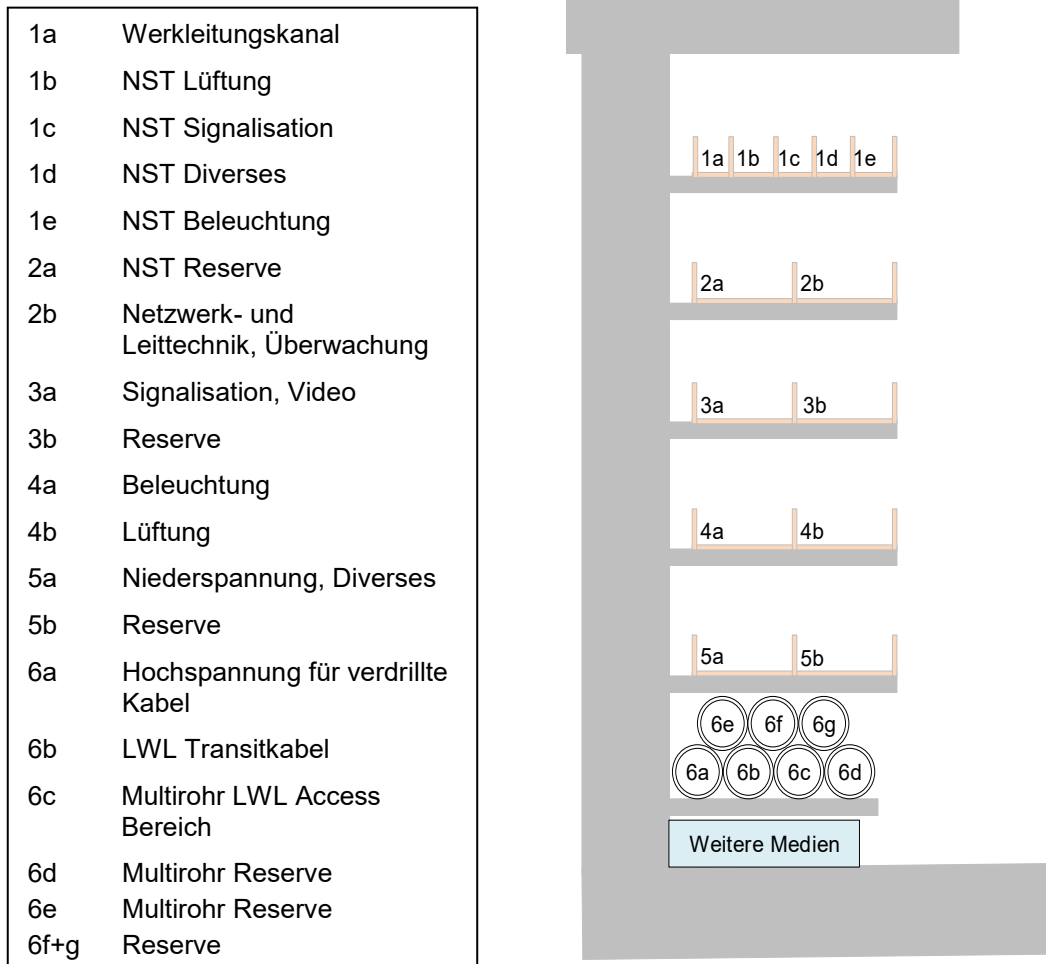 1a Werkleitungskanal
1b NST Lüftung
1c NST Signalisation
1d NST Diverses
1e NST Beleuchtung
2a NST Reserve
2b Netzwerk- und
Leittechnik, Überwachung
3a Signalisation, Video
3b Reserve
4a Beleuchtung
4b Lüftung
5a Niederspannung, Diverses
5b Reserve
6a Hochspannung für verdrillte
Kabel
6b LWL Transitkabel
6c Multirohr LWL Access
Bereich
6d Multirohr Reserve
6e Multirohr Reserve
6f+g Reserve
1a 1b 1c 1d 1e
2a 2b
3a 3b
4a 4b
5a 5b
6e 6f 6g
6a 6b 6c 6d
Weitere Medien